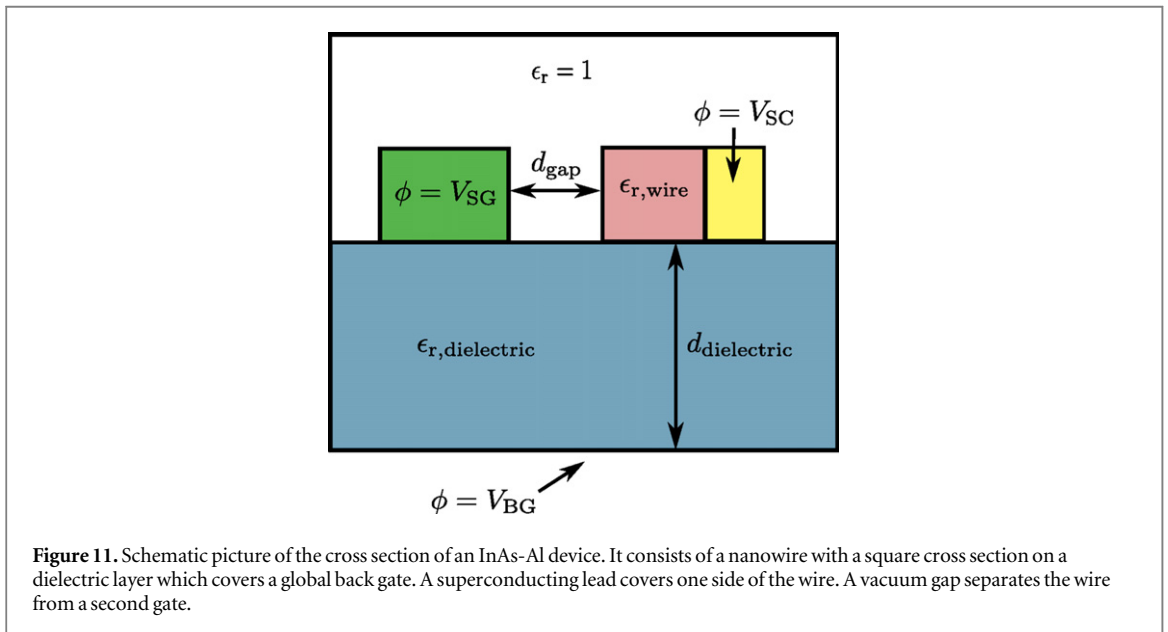 ϵr = 1
ϕ = VSC
dgap
ϕ = VSG
ϵr,wire
ϵr,dielectric
ddielectric
ϕ = VBG
Figure 11. Schematic picture of the cross section of an InAs-Al device. It consists of a nanowire with a square cross section on a
dielectric layer which covers a global back gate. A superconducting lead covers one side of the wire. A vacuum gap separates the wire
from a second gate.